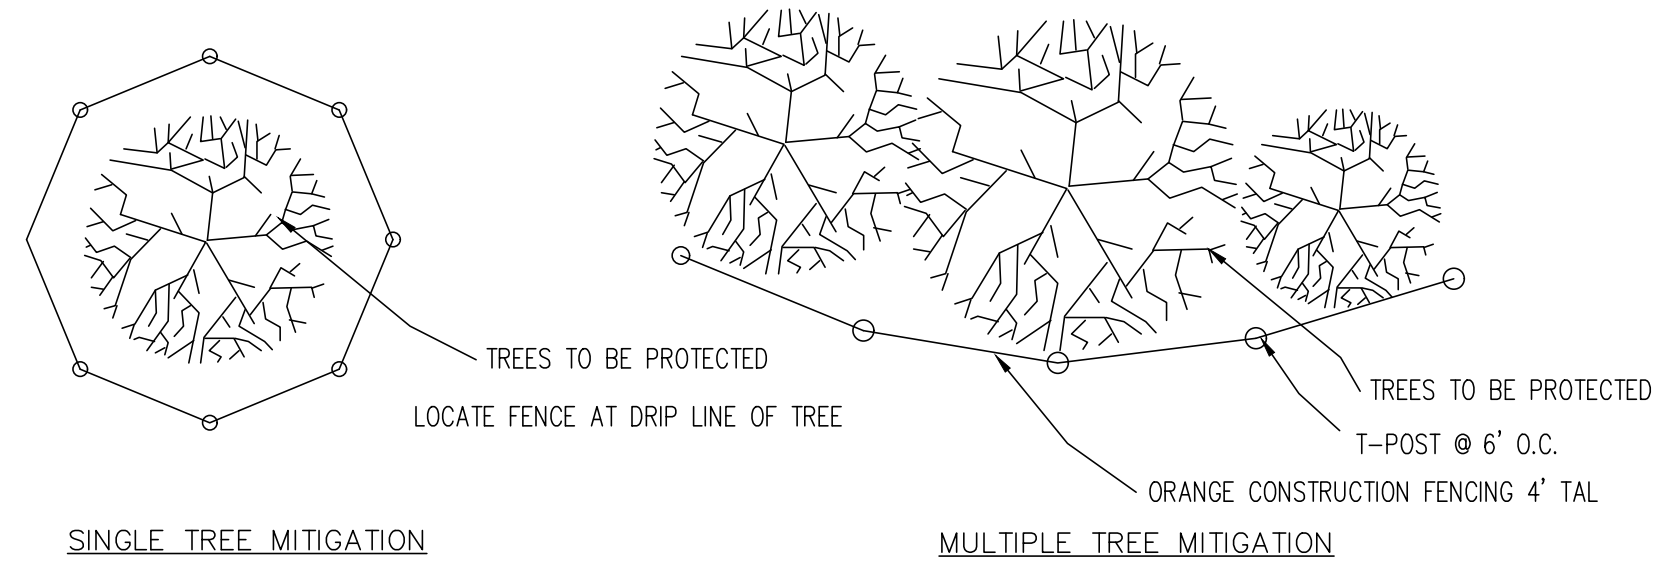 TREES TO BE PROTECTED
LOCATE FENCE AT DRIP LINE OF TREE
SINGLE TREE MITIGATION
TREES TO BE PROTECTED
T-POST @ 6' O.C.
ORANGE CONSTRUCTION FENCING 4' TAL
MULTIPLE TREE MITIGATION